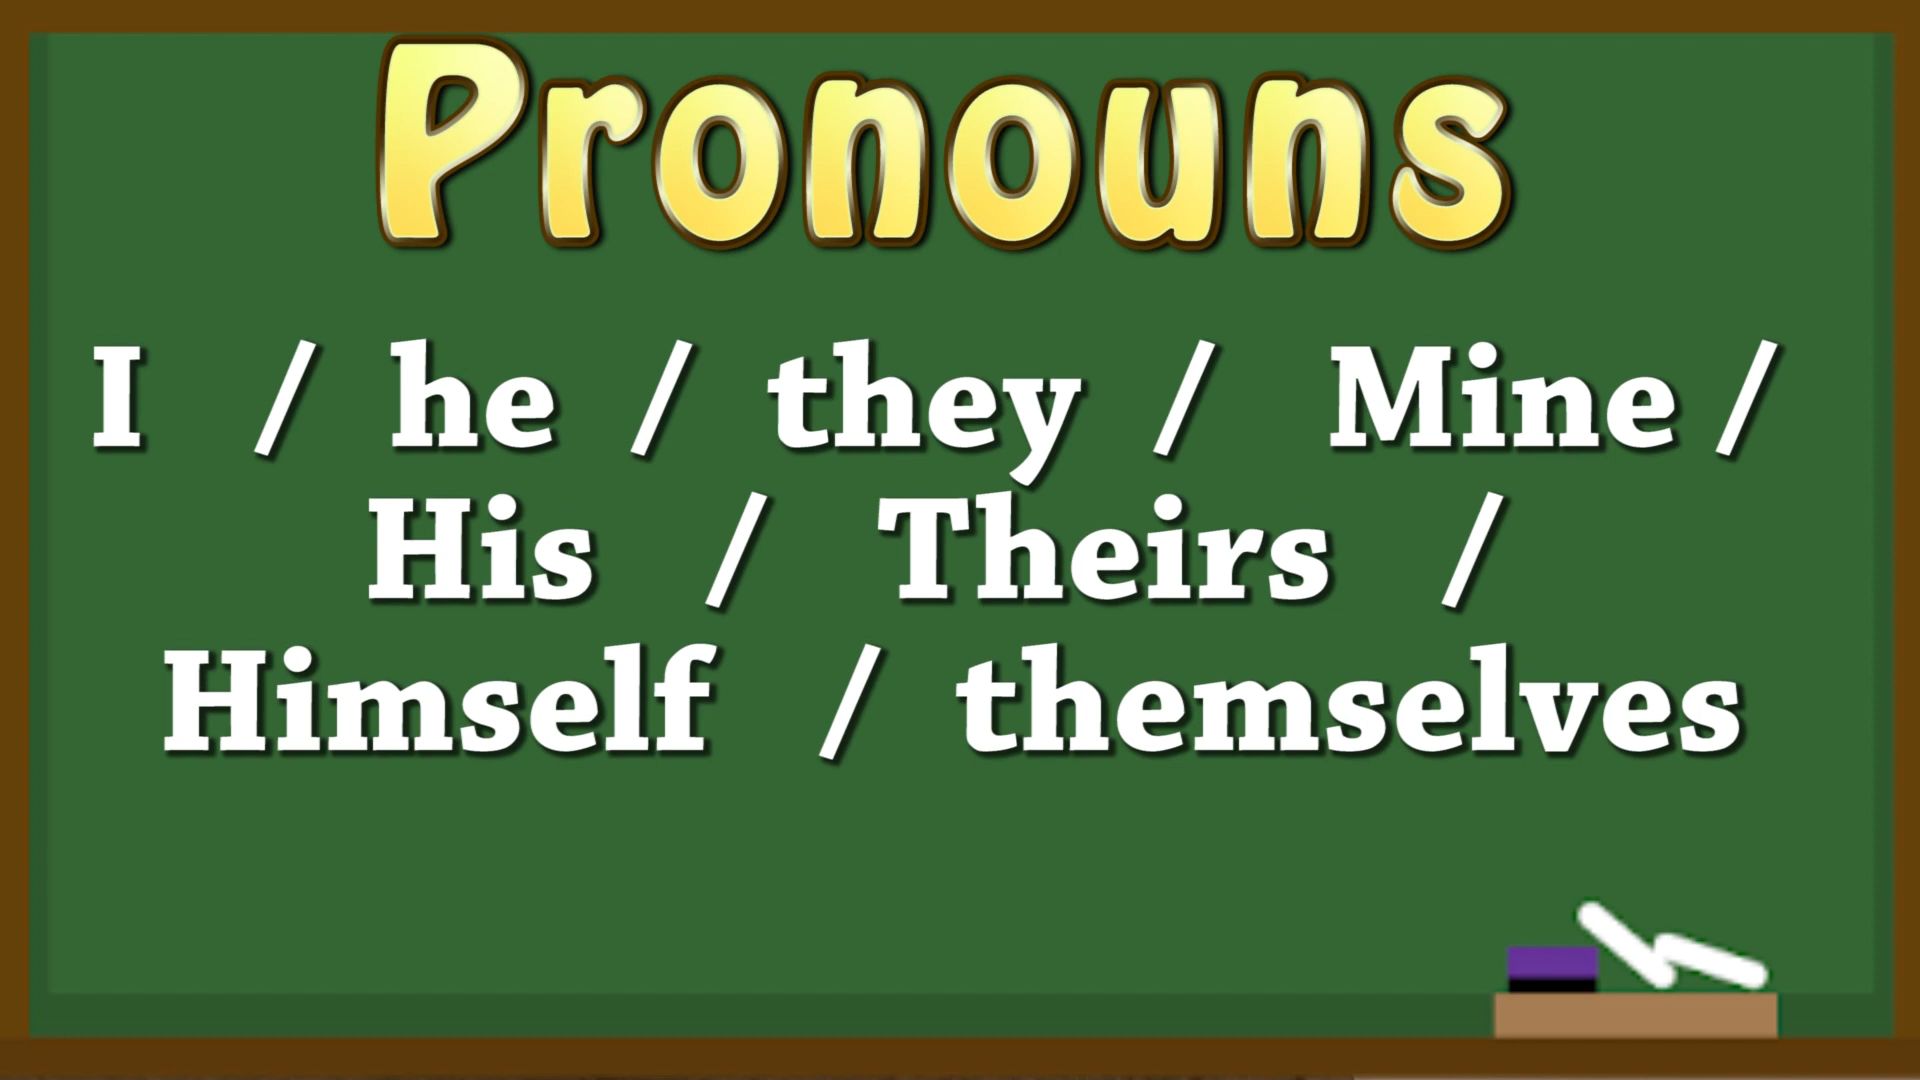 Pronouns
I / he / they / Mine /
His / Theirs /
Himself / themselves